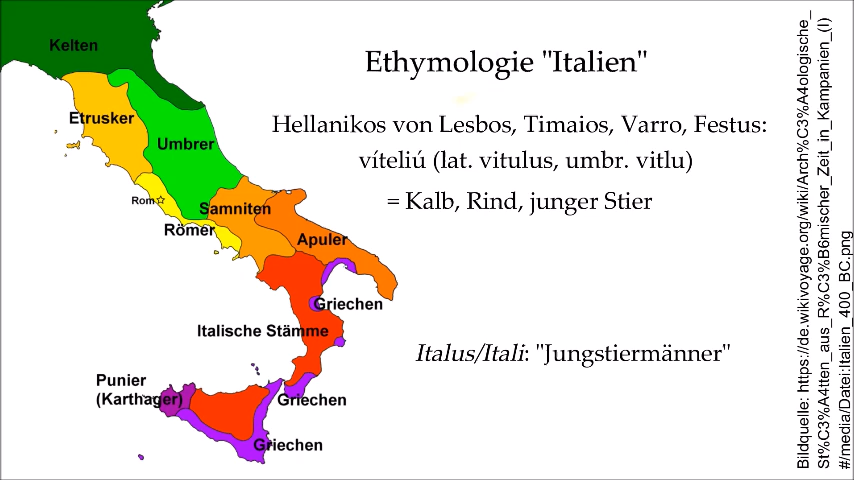 Ethymologie "Italien"
Hellanikos von Lesbos, Timaios, Varro, Festus:
víteliú (lat. vitulus, umbr. vitlu)
= Kalb, Rind, junger Stier
Italus/Itali: "Jungstiermänner"
Kelten
Etrusker
Umbrer
Rom
Samniten
Römer
Apuler
Griechen
Italische Stämme
Punier
(Karthager)
Griechen
Griechen
Bildquelle: https://de.wikivoyage.org/wiki/Arch%C3%A4ologische_
St%C3%A4tten_aus_R%C3%B6mischer_Zeit_in_Kampanien_(I)
#/media/Datei:Italien_400_BC.png